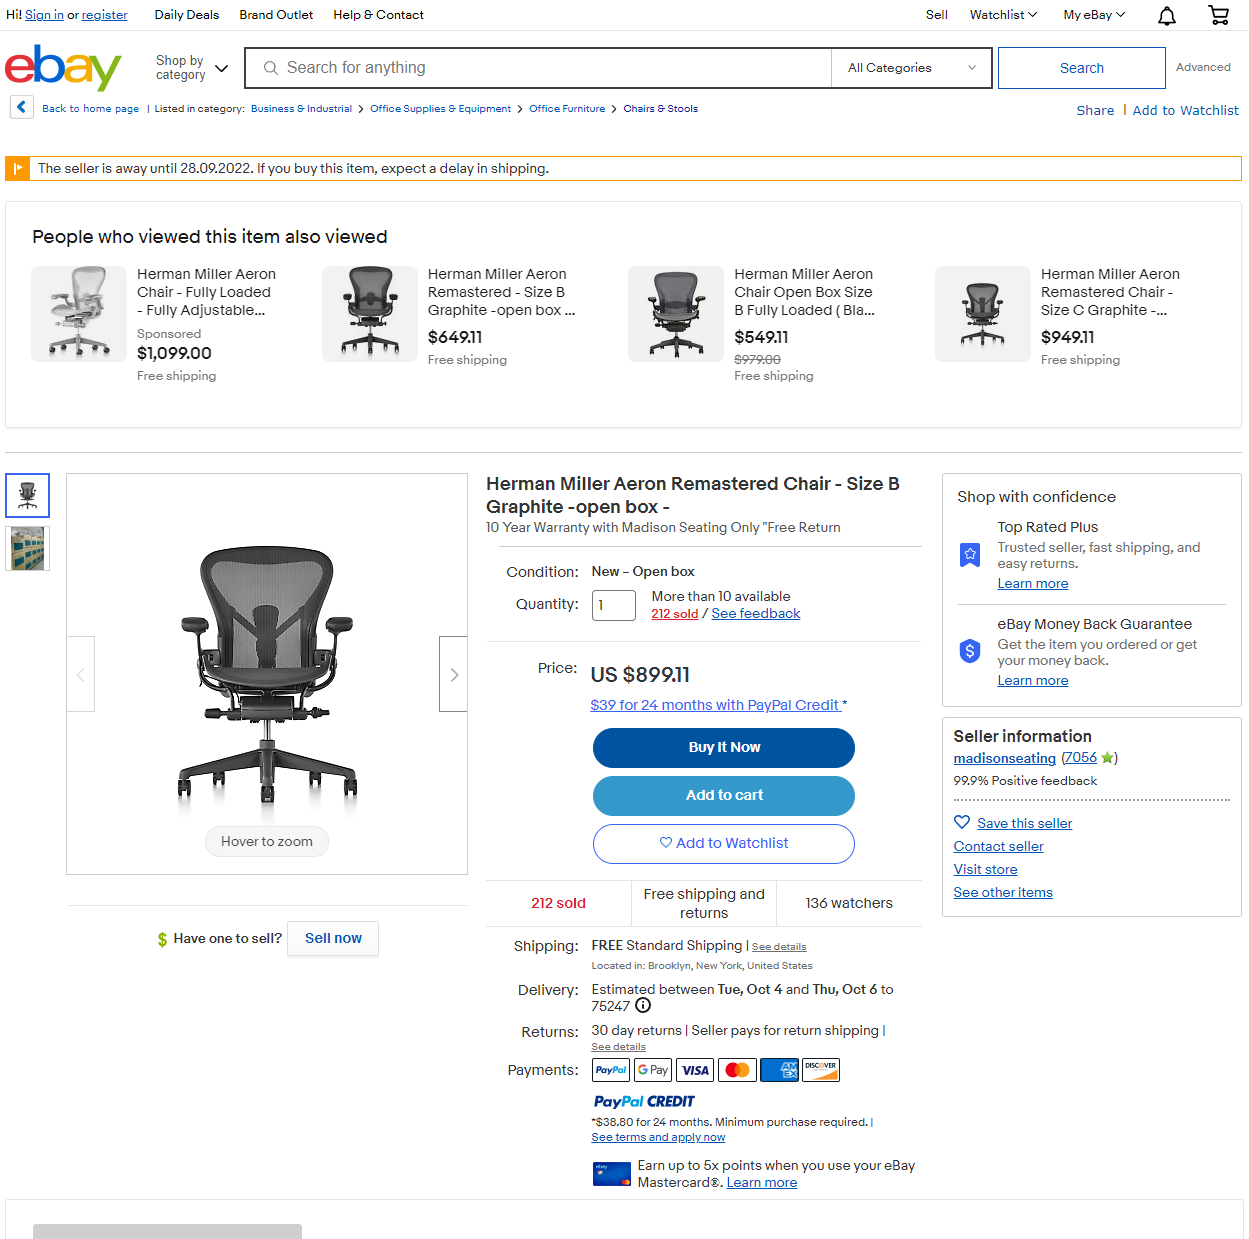 Hi! Sign in or register
Daily Deals
Brand Outlet
Help & Contact
Sell
Watchlist
My eBay
ebay
Shop by
category
Search for anything
All Categories
Search
Advanced
Back to home page | Listed in category: Business & Industrial > Office Supplies & Equipment > Office Furniture > Chairs & Stools
Share | Add to Watchlist
The seller is away until 28.09.2022. If you buy this item, expect a delay in shipping.
People who viewed this item also viewed
Herman Miller Aeron
Chair - Fully Loaded
- Fully Adjustable...
Sponsored
$1,099.00
Free shipping
Herman Miller Aeron
Remastered - Size B
Graphite -open box ...
$649.11
Free shipping
Herman Miller Aeron
Chair Open Box Size
B Fully Loaded ( Bla...
$549.11
$979.00
Free shipping
Herman Miller Aeron
Remastered Chair -
Size C Graphite -...
$949.11
Free shipping
Hover to zoom
$ Have one to sell?
Sell now
Herman Miller Aeron Remastered Chair - Size B
Graphite -open box -
10 Year Warranty with Madison Seating Only "Free Return
Condition: New – Open box
Quantity: 1
More than 10 available
212 sold / See feedback
Price: US $899.11
$39 for 24 months with PayPal Credit *
Buy It Now
Add to cart
Add to Watchlist
212 sold
Free shipping and
returns
136 watchers
Shipping: FREE Standard Shipping | See details
Located in: Brooklyn, New York, United States
Delivery: Estimated between Tue, Oct 4 and Thu, Oct 6 to
75247
Returns: 30 day returns | Seller pays for return shipping |
See details
Payments: PayPal G Pay VISA AMEX DISCOVER
PayPal CREDIT
*$38.80 for 24 months. Minimum purchase required. |
See terms and apply now
ebay
Earn up to 5x points when you use your eBay
Mastercard®. Learn more
Shop with confidence
Top Rated Plus
Trusted seller, fast shipping, and
easy returns.
Learn more
eBay Money Back Guarantee
Get the item you ordered or get
your money back.
Learn more
Seller information
madisonseating (7056)
99.9% Positive feedback
Save this seller
Contact seller
Visit store
See other items